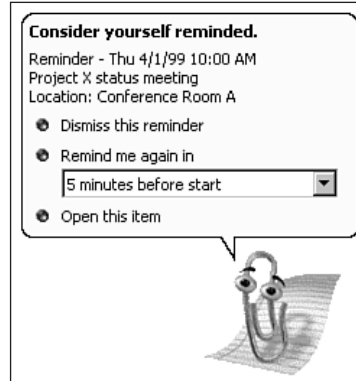 Consider yourself reminded.
Reminder - Thu 4/1/99 10:00 AM
Project X status meeting
Location: Conference Room A
Dismiss this reminder
Remind me again in
5 minutes before start
Open this item